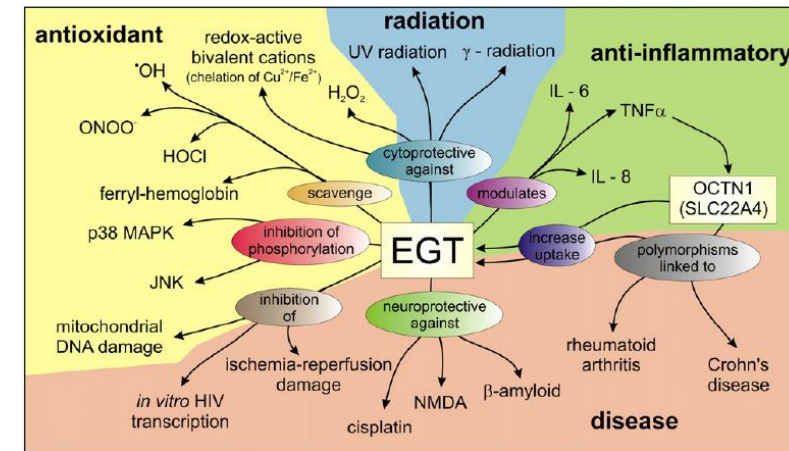 antioxidant
redox-active
bivalent cations
(chelation of Cu²⁺/Fe²⁺)
•OH
ONOO⁻
HOCl
ferryl-hemoglobin
scavenge
p38 MAPK
inhibition of
phosphorylation
JNK
mitochondrial
DNA damage
inhibition
of
in vitro HIV
transcription
ischemia-reperfusion
damage
radiation
UV radiation
γ - radiation
H₂O₂
cytoprotective
against
EGT
anti-inflammatory
IL - 6
TNFα
IL - 8
modulates
OCTN1
(SLC22A4)
increase
uptake
polymorphisms
linked to
neuroprotective
against
cisplatin
NMDA
β-amyloid
rheumatoid
arthritis
Crohn's
disease
disease